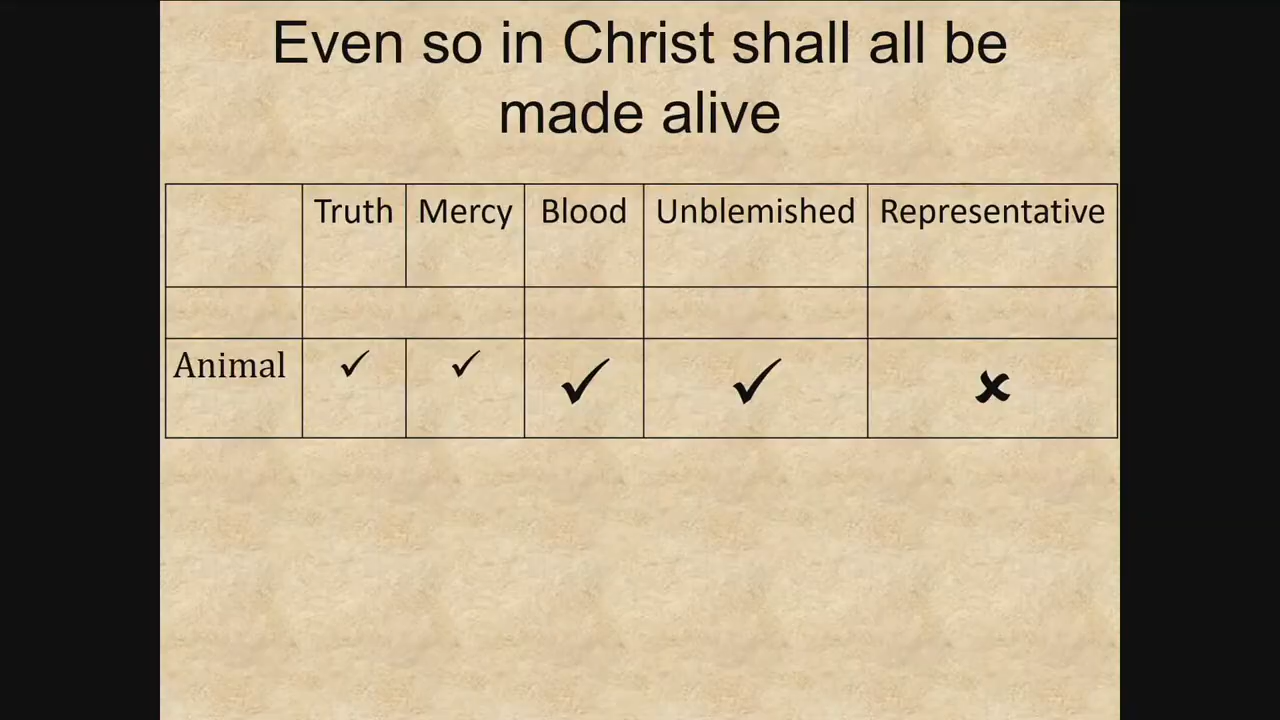 Even so in Christ shall all be
made alive
Truth Mercy Blood Unblemished Representative
Animal ✓ ✓ ✓ ✓ ✘